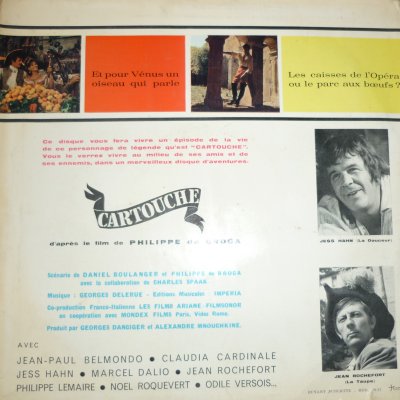 Et pour Vénus un
oiseau qui parle
Les caisses de l'Opéra
ou le parc aux bœufs?
Ce disque vous fera vivre un épisode de la vie
de ce personnage de légende qu'est "CARTOUCHE".
Vous le verrez vivre au milieu de ses amis et de
ses ennemis, dans un merveilleux disque d'aventures.
CARTOUCHE
d'après le film de PHILIPPE de BROCA
Scénario de DANIEL BOULANGER et PHILIPPE de BROCA
avec la collaboration de CHARLES SPAAK
Musique : GEORGES DELERUE - Éditions Musicales : IMPERIA
Co-production Franco-Italienne LES FILMS ARIANE - FILMSONOR
en coopération avec MONDEX FILMS Paris, Vides Rome.
Produit par GEORGES DANCIGER et ALEXANDRE MNOUCHKINE.
AVEC
JEAN-PAUL BELMONDO • CLAUDIA CARDINALE
JESS HAHN • MARCEL DALIO • JEAN ROCHEFORT
PHILIPPE LEMAIRE • NOEL ROQUEVERT • ODILE VERSOIS...
JESS HAHN (La Douceur)
JEAN ROCHEFORT
(La Taupe)